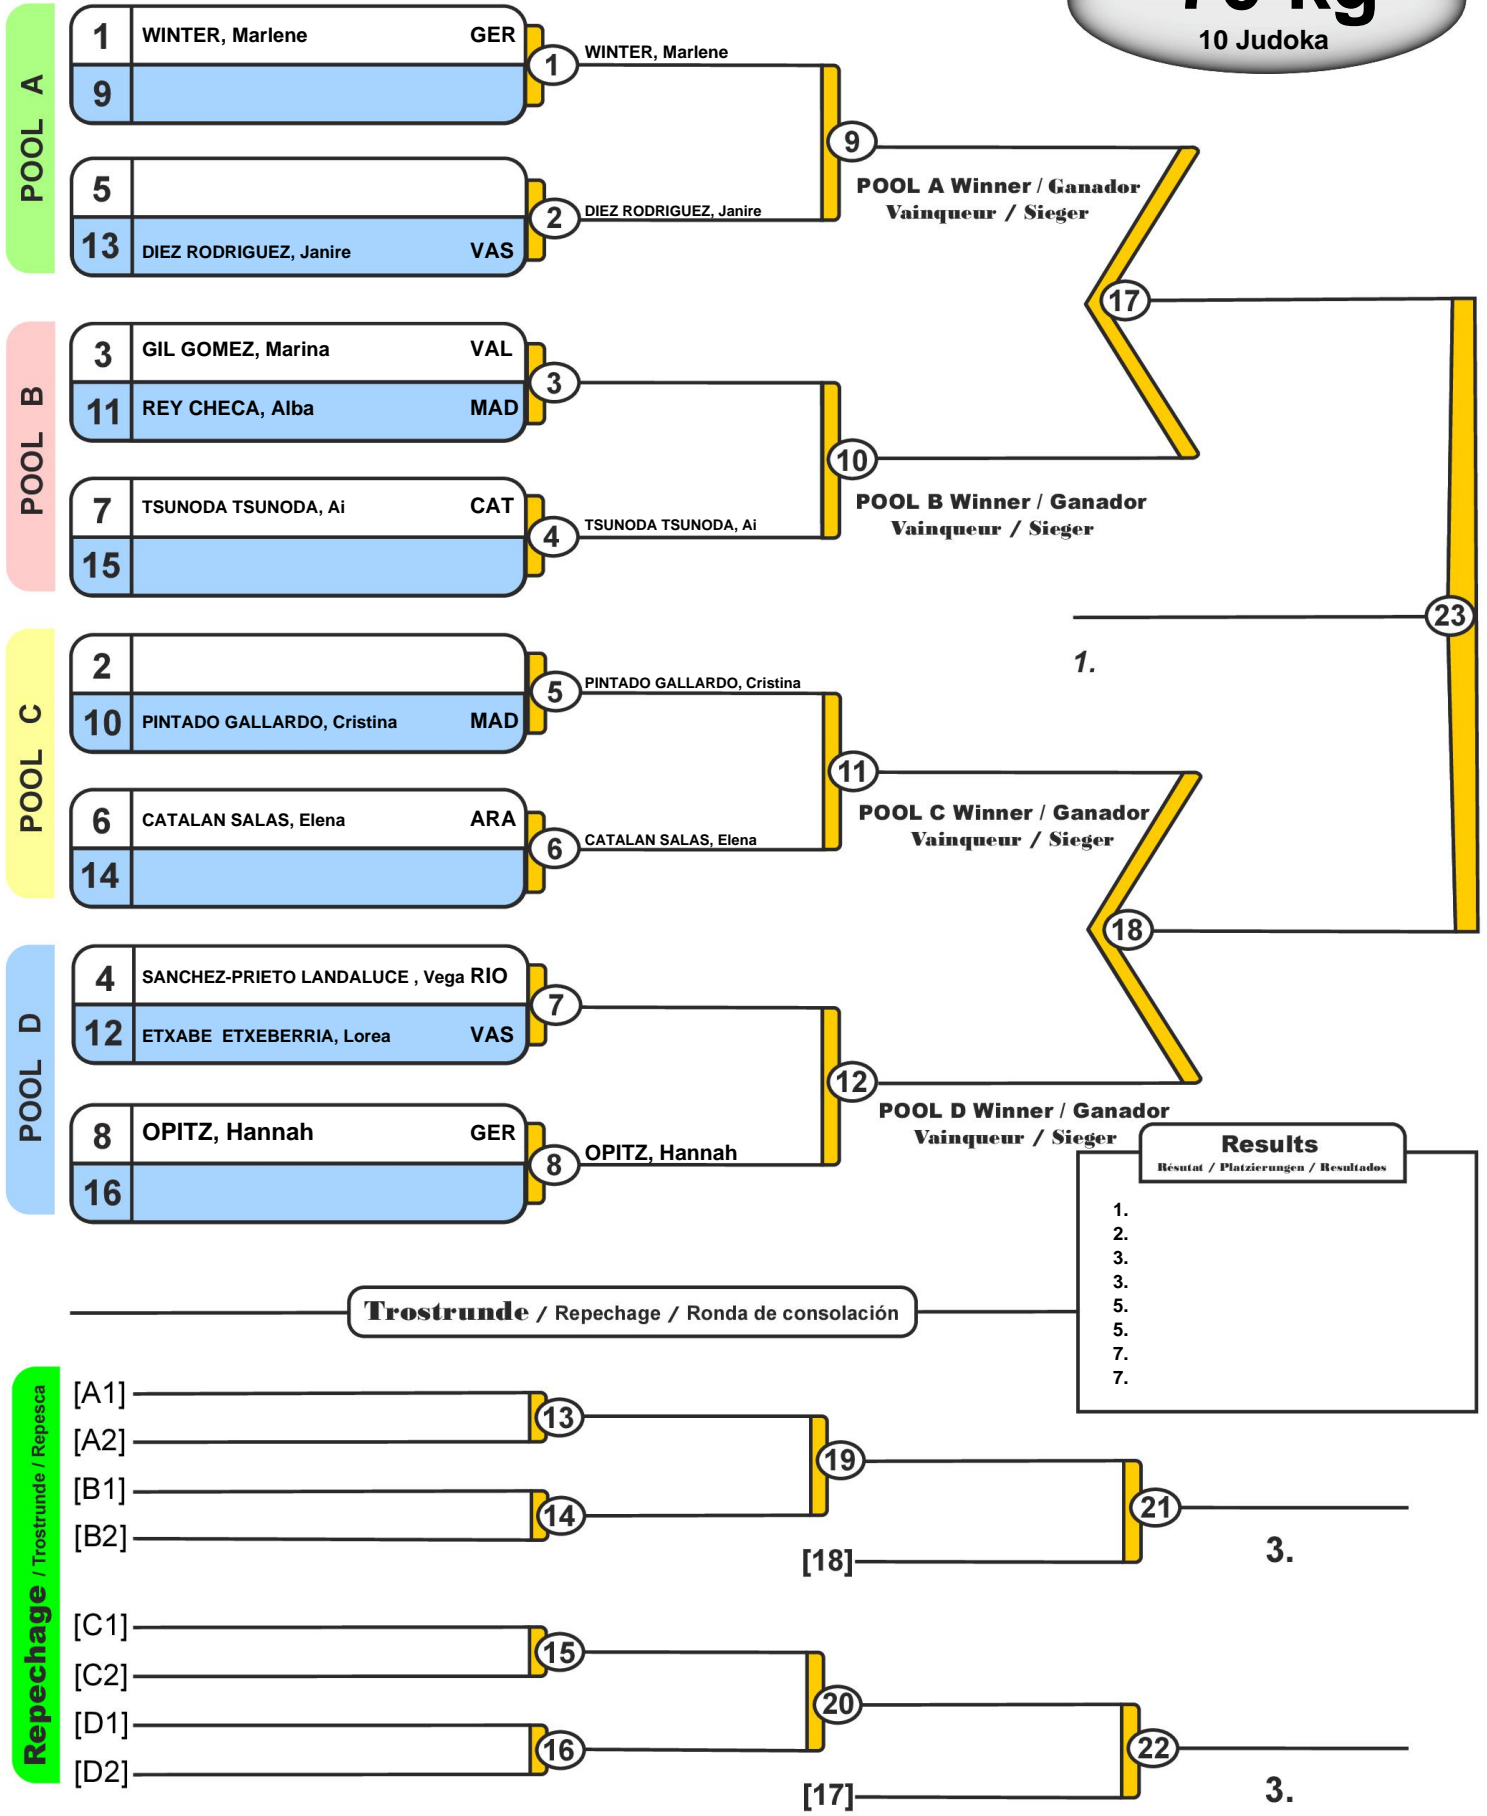 10 Judoka
POOL A
1 WINTER, Marlene GER
9
1 WINTER, Marlene
5
13 DIEZ RODRIGUEZ, Janire VAS
2 DIEZ RODRIGUEZ, Janire
9
POOL A Winner / Ganador
Vainqueur / Sieger
POOL B
3 GIL GOMEZ, Marina VAL
11 REY CHECA, Alba MAD
3
7 TSUNODA TSUNODA, Ai CAT
15
4 TSUNODA TSUNODA, Ai
10
POOL B Winner / Ganador
Vainqueur / Sieger
17
23
1.
POOL C
2
10 PINTADO GALLARDO, Cristina MAD
5 PINTADO GALLARDO, Cristina
6 CATALAN SALAS, Elena ARA
14
6 CATALAN SALAS, Elena
11
POOL C Winner / Ganador
Vainqueur / Sieger
18
POOL D
4 SANCHEZ-PRIETO LANDALUCE , Vega RIO
12 ETXABE ETXEBERRIA, Lorea VAS
7
8 OPITZ, Hannah GER
16
8 OPITZ, Hannah
12
POOL D Winner / Ganador
Vainqueur / Sieger
Results
Résutat / Platzierungen / Resultados
1.
2.
3.
3.
5.
5.
7.
7.
Trostrunde / Repechage / Ronda de consolación
Repechage / Trostrunde / Repesca
[A1]
[A2]
13
[B1]
[B2]
14
19
[18]
21
3.
[C1]
[C2]
15
[D1]
[D2]
16
20
[17]
22
3.